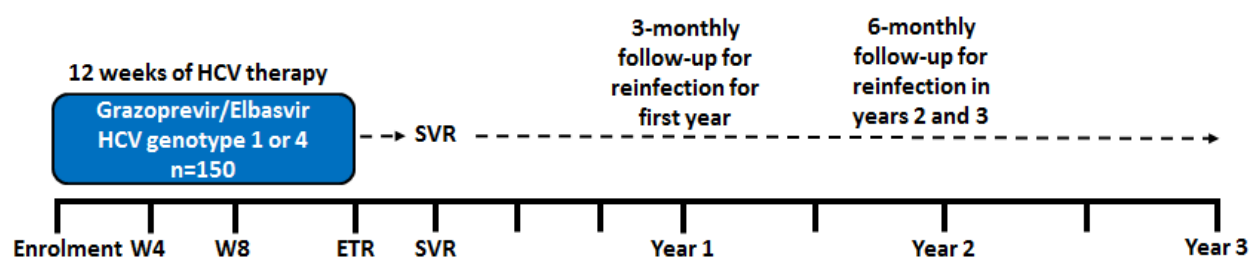 12 weeks of HCV therapy
Grazoprevir/Elbasvir
HCV genotype 1 or 4
n=150
SVR
3-monthly
follow-up for
reinfection for
first year
6-monthly
follow-up for
reinfection in
years 2 and 3
Enrolment W4 W8 ETR SVR Year 1 Year 2 Year 3